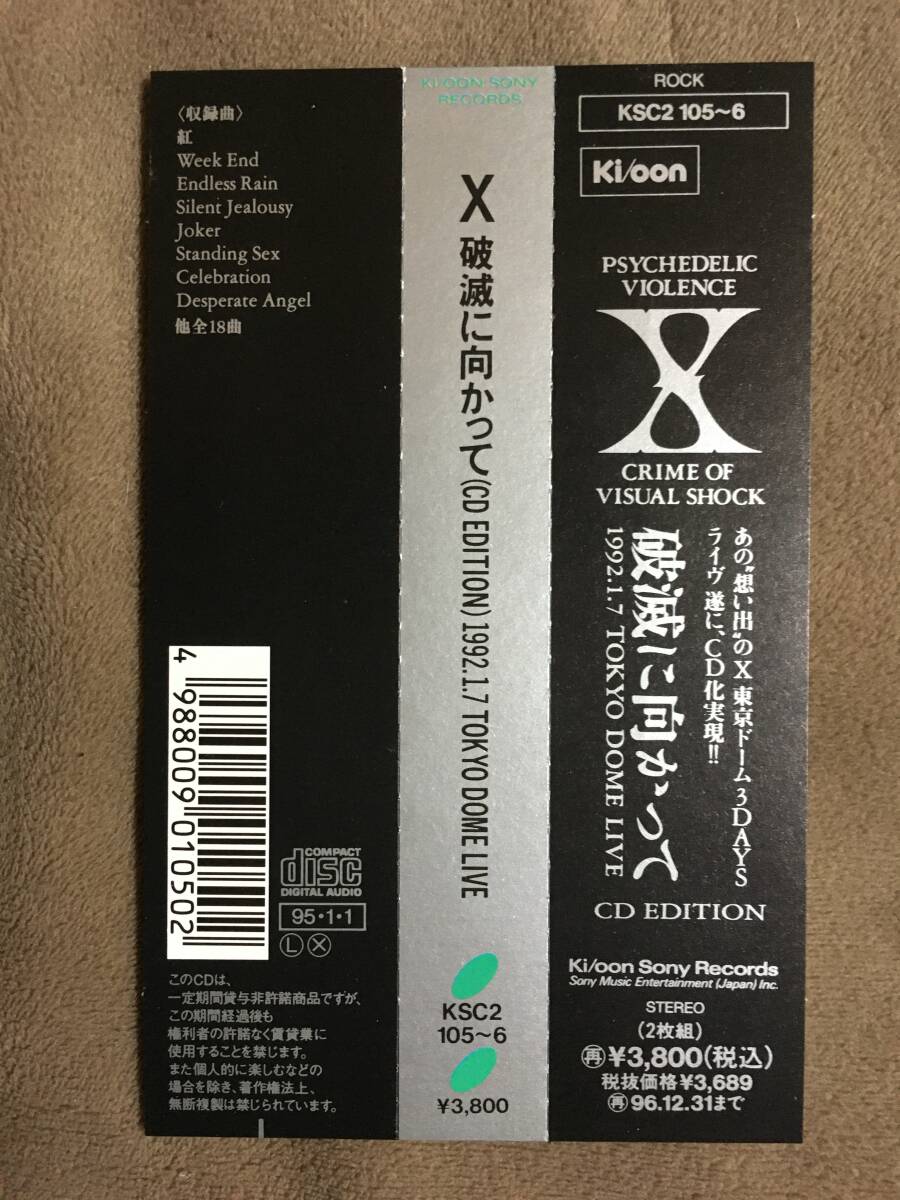 〈収録曲〉
紅
Week End
Endless Rain
Silent Jealousy
Joker
Standing Sex
Celebration
Desperate Angel
他全18曲
4 988009 010502
COMPACT
disc
DIGITAL AUDIO
95・1・1
L X
このCDは、
一定期間貸与非許諾商品ですが、
この期間経過後も
権利者の許諾なく賃貸業に
使用することを禁じます。
また個人的に楽しむなどの
場合を除き、著作権法上、
無断複製は禁じられています。
KI/OON SONY
RECORDS
X 破滅に向かって(CD EDITION) 1992.1.7 TOKYO DOME LIVE
KSC2
105~6
¥3,800
ROCK
KSC2 105~6
Ki/oon
PSYCHEDELIC
VIOLENCE
X
CRIME OF
VISUAL SHOCK
あの"想い出"のX 東京ドーム3DAYS
ライヴ 遂に、CD化実現!!
破滅に向かって
1992.1.7 TOKYO DOME LIVE
CD EDITION
Ki/oon Sony Records
Sony Music Entertainment (Japan) Inc.
STEREO
(2枚組)
再¥3,800(税込)
税抜価格¥3,689
再96.12.31まで